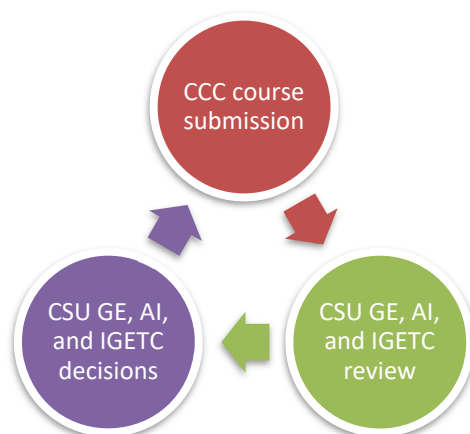 CCC course
submission
CSU GE, AI,
and IGETC
review
CSU GE, AI,
and IGETC
decisions